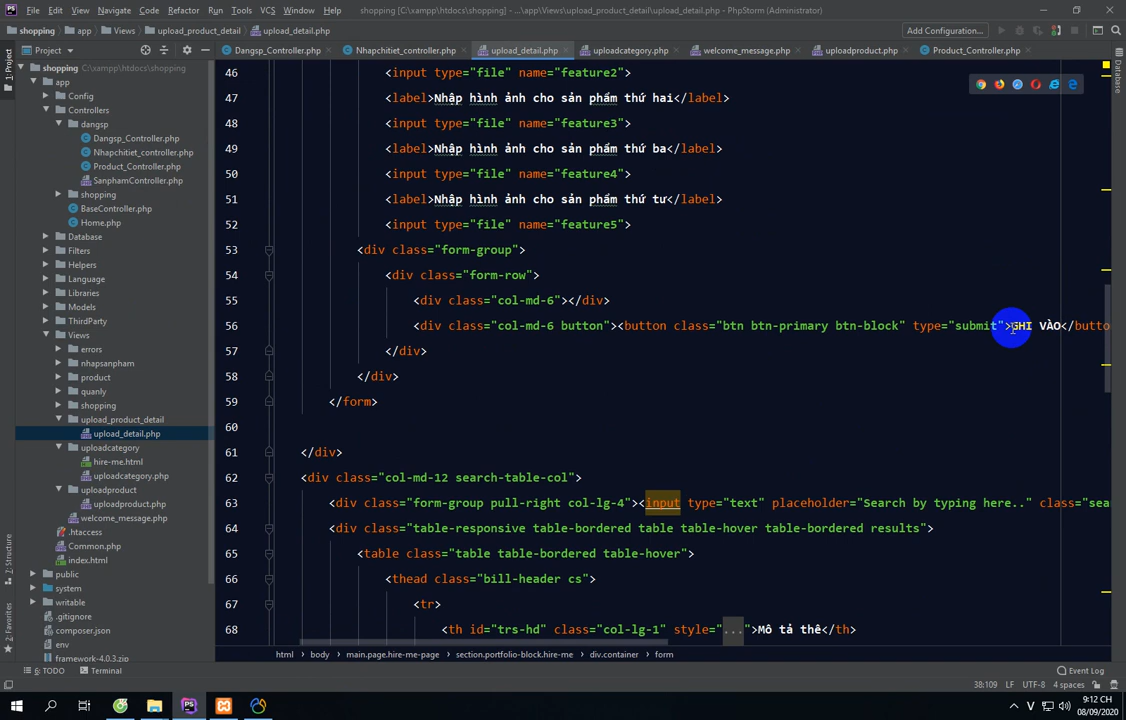 PS File Edit View Navigate Code Refactor Run Tools VCS Window Help shopping [C:\xampp\htdocs\shopping] - ...\app\Views\upload_product_detail\upload_detail.php - PhpStorm (Administrator)
shopping app Views upload_product_detail upload_detail.php Add Configuration...
Project Dangsp_Controller.php Nhapchitiet_controller.php upload_detail.php uploadcategory.php welcome_message.php uploadproduct.php Product_Controller.php
1: Project
7: Structure
2: Favorites
Database
shopping C:\xampp\htdocs\shopping
app
Config
Controllers
dangsp
Dangsp_Controller.php
Nhapchitiet_controller.php
Product_Controller.php
SanphamController.php
shopping
BaseController.php
Home.php
Database
Filters
Helpers
Language
Libraries
Models
ThirdParty
Views
errors
nhapsanpham
product
quanly
shopping
upload_product_detail
upload_detail.php
uploadcategory
hire-me.html
uploadcategory.php
uploadproduct
uploadproduct.php
welcome_message.php
.htaccess
Common.php
index.html
public
system
writable
.gitignore
composer.json
env
framework-4.0.3.zip
46 <input type="file" name="feature2">
47 <label>Nhập hình ảnh cho sản phẩm thứ hai</label>
48 <input type="file" name="feature3">
49 <label>Nhập hình ảnh cho sản phẩm thứ ba</label>
50 <input type="file" name="feature4">
51 <label>Nhập hình ảnh cho sản phẩm thứ tư</label>
52 <input type="file" name="feature5">
53 <div class="form-group">
54 <div class="form-row">
55 <div class="col-md-6"></div>
56 <div class="col-md-6 button"><button class="btn btn-primary btn-block" type="submit">GHI VÀO</butto
57 </div>
58 </div>
59 </form>
60
61 </div>
62 <div class="col-md-12 search-table-col">
63 <div class="form-group pull-right col-lg-4"><input type="text" placeholder="Search by typing here.." class="sea
64 <div class="table-responsive table-bordered table table-hover table-bordered results">
65 <table class="table table-bordered table-hover">
66 <thead class="bill-header cs">
67 <tr>
68 <th id="trs-hd" class="col-lg-1" style="...">Mô tả thê</th>
html body main.page.hire-me-page section.portfolio-block.hire-me div.container form
6: TODO Terminal Event Log
38:109 LF UTF-8 4 spaces
V 9:12 CH
08/09/2020